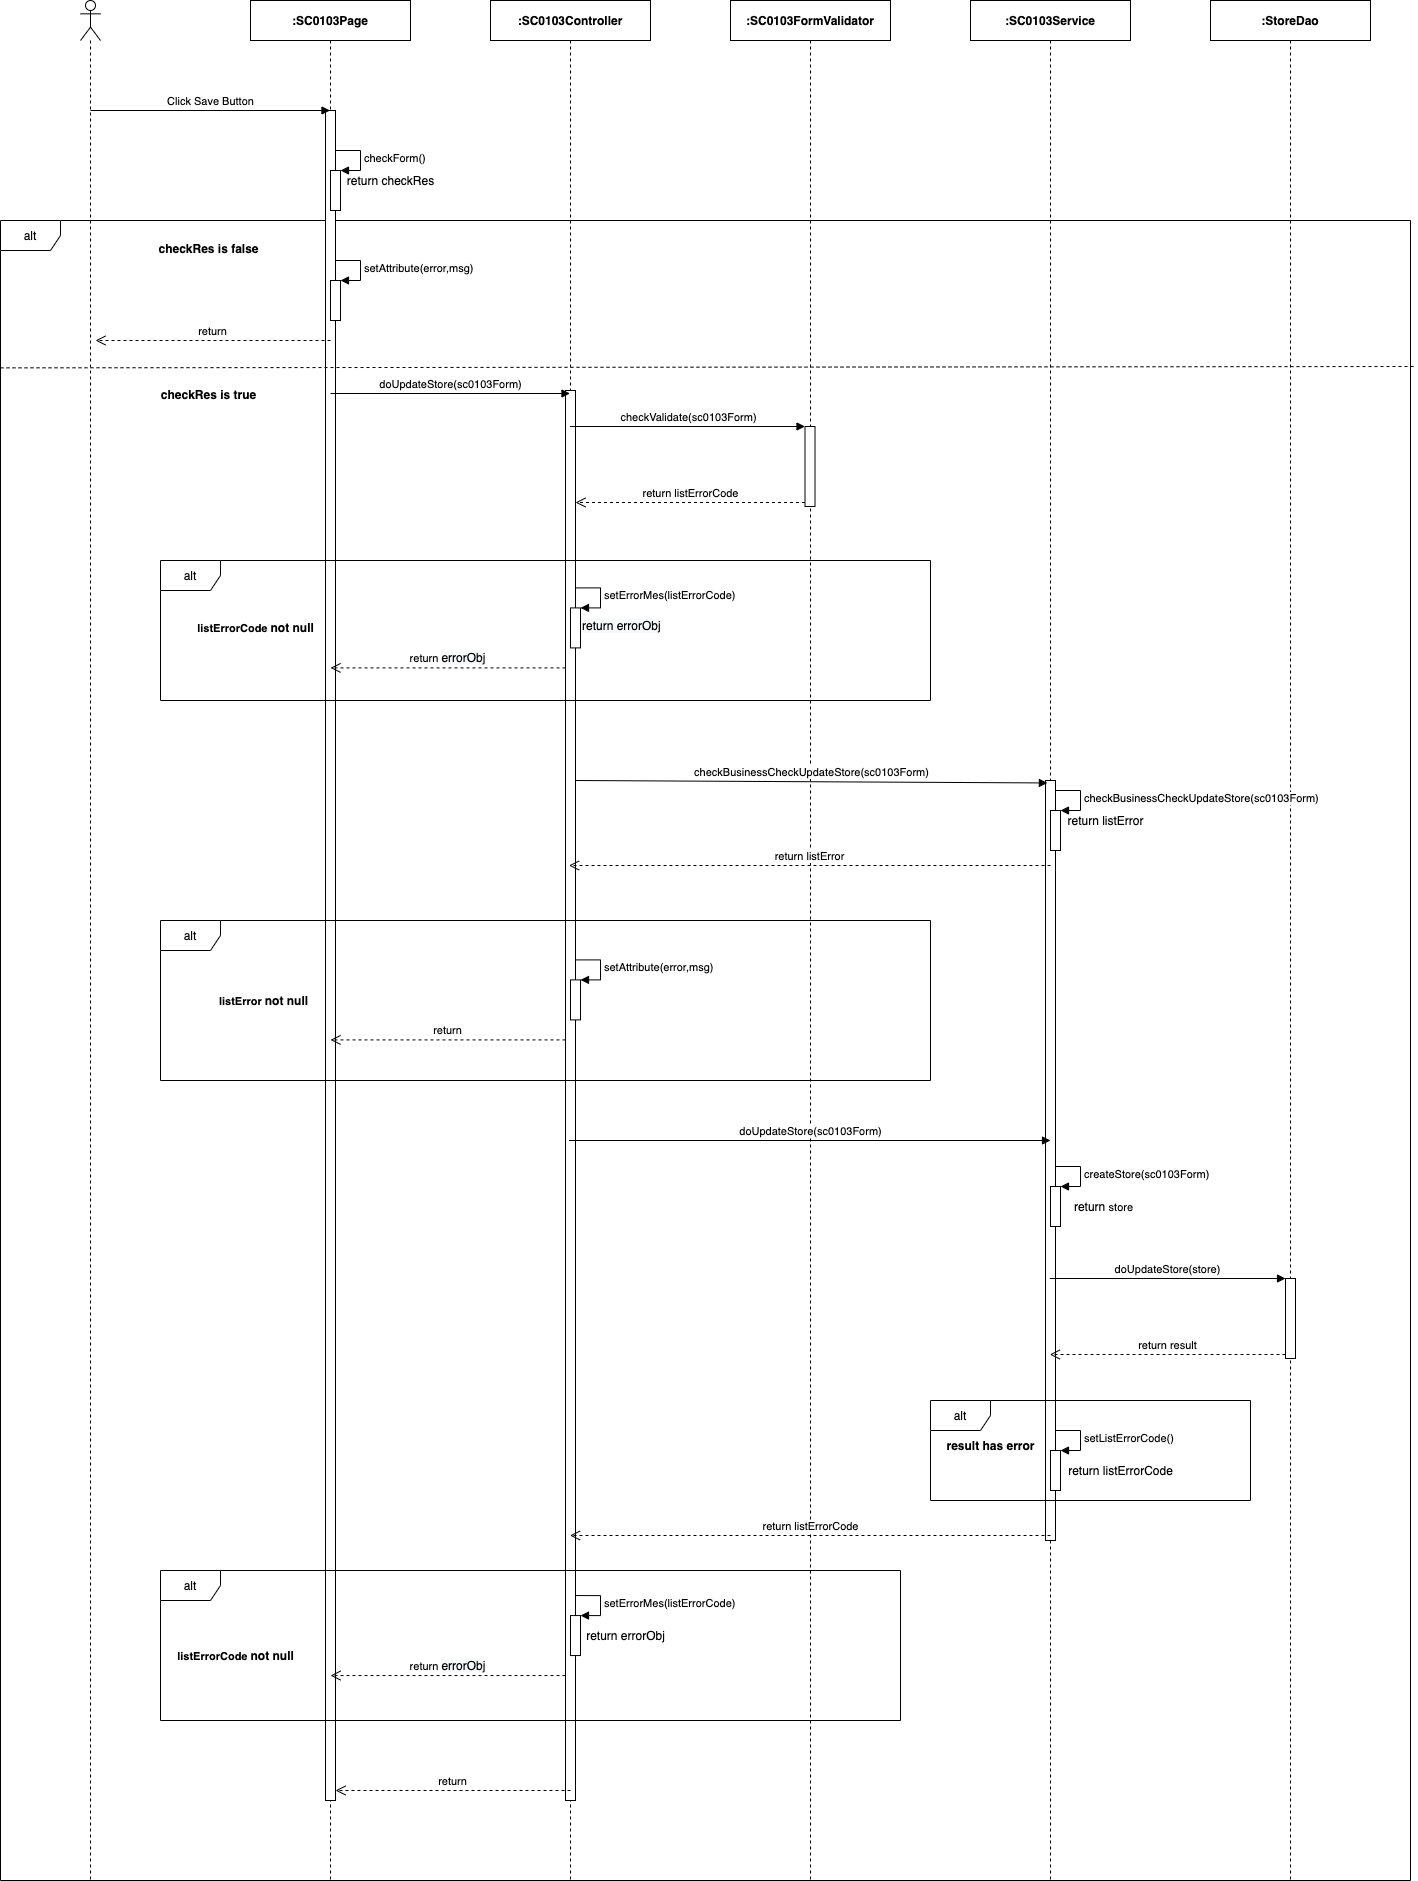 :SC0103Page
:SC0103Controller
:SC0103FormValidator
:SC0103Service
:StoreDao
Click Save Button
checkForm()
return checkRes
alt
checkRes is false
setAttribute(error,msg)
return
checkRes is true
doUpdateStore(sc0103Form)
checkValidate(sc0103Form)
return listErrorCode
alt
setErrorMes(listErrorCode)
listErrorCode not null
return errorObj
return errorObj
checkBusinessCheckUpdateStore(sc0103Form)
checkBusinessCheckUpdateStore(sc0103Form)
return listError
return listError
alt
setAttribute(error,msg)
listError not null
return
doUpdateStore(sc0103Form)
createStore(sc0103Form)
return store
doUpdateStore(store)
return result
alt
setListErrorCode()
result has error
return listErrorCode
return listErrorCode
alt
setErrorMes(listErrorCode)
return errorObj
listErrorCode not null
return errorObj
return